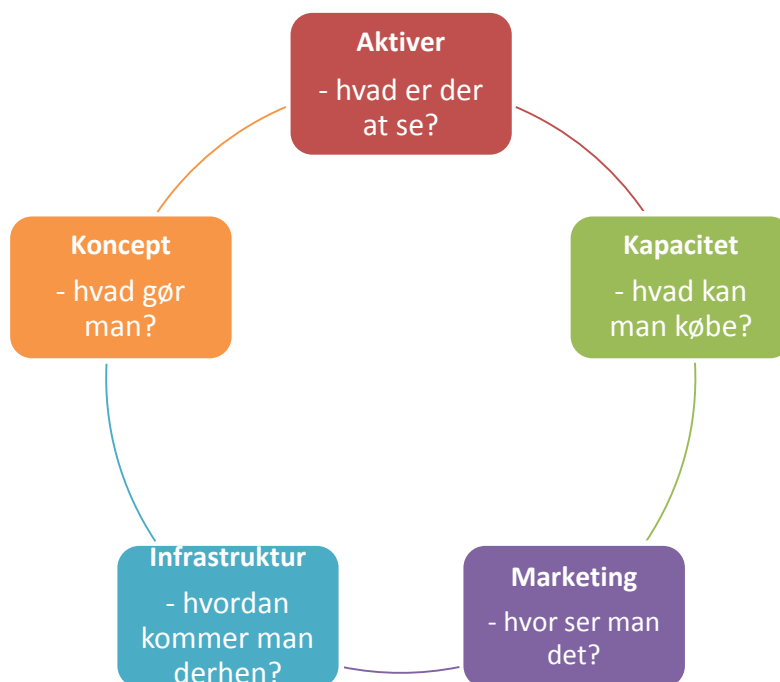 Aktiver
- hvad er der
at se?
Kapacitet
- hvad kan
man købe?
Marketing
- hvor ser man
det?
Infrastruktur
- hvordan
kommer man
derhen?
Koncept
- hvad gør
man?